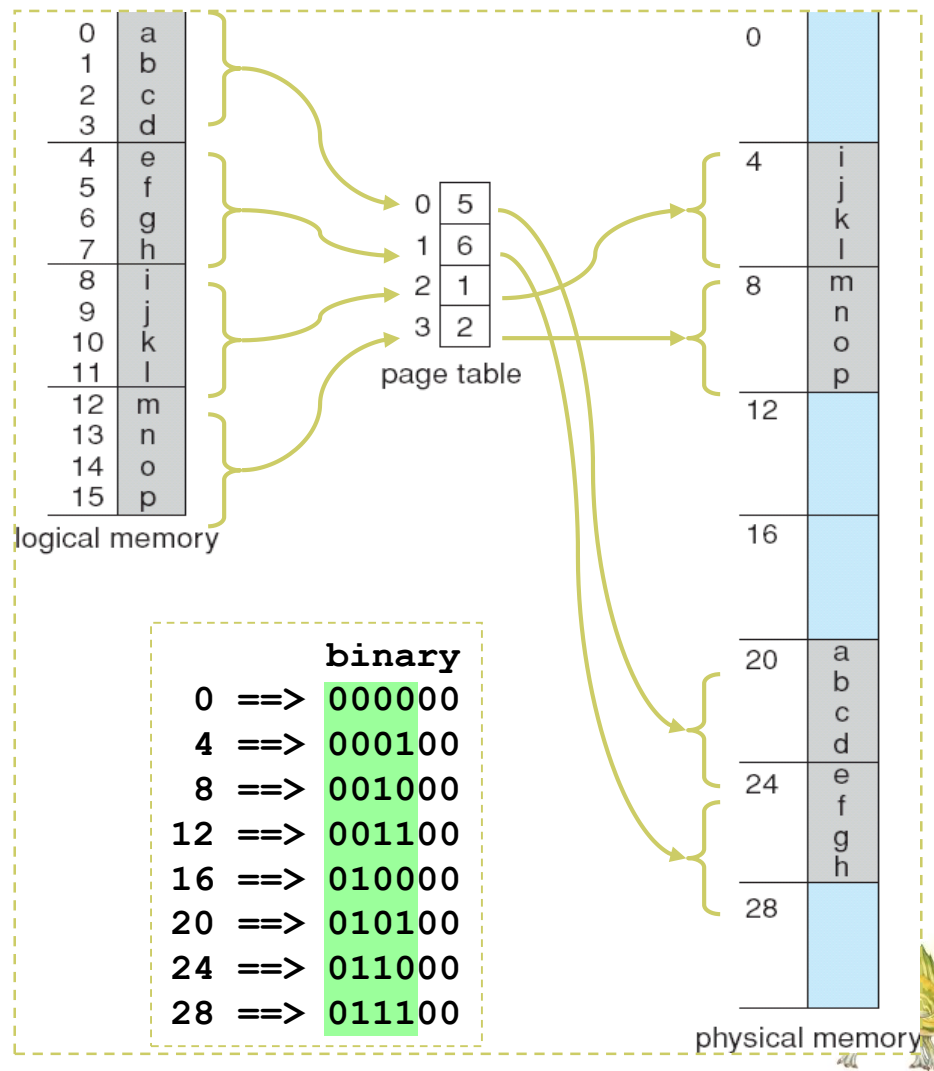 0 a
1 b
2 c
3 d
4 e
5 f
6 g
7 h
8 i
9 j
10 k
11 l
12 m
13 n
14 o
15 p
logical memory
0 5
1 6
2 1
3 2
page table
0
4 i
j
k
l
8 m
n
o
p
12
16
20 a
b
c
d
24 e
f
g
h
28
physical memory
binary
0 ==> 000000
4 ==> 000100
8 ==> 001000
12 ==> 001100
16 ==> 010000
20 ==> 010100
24 ==> 011000
28 ==> 011100